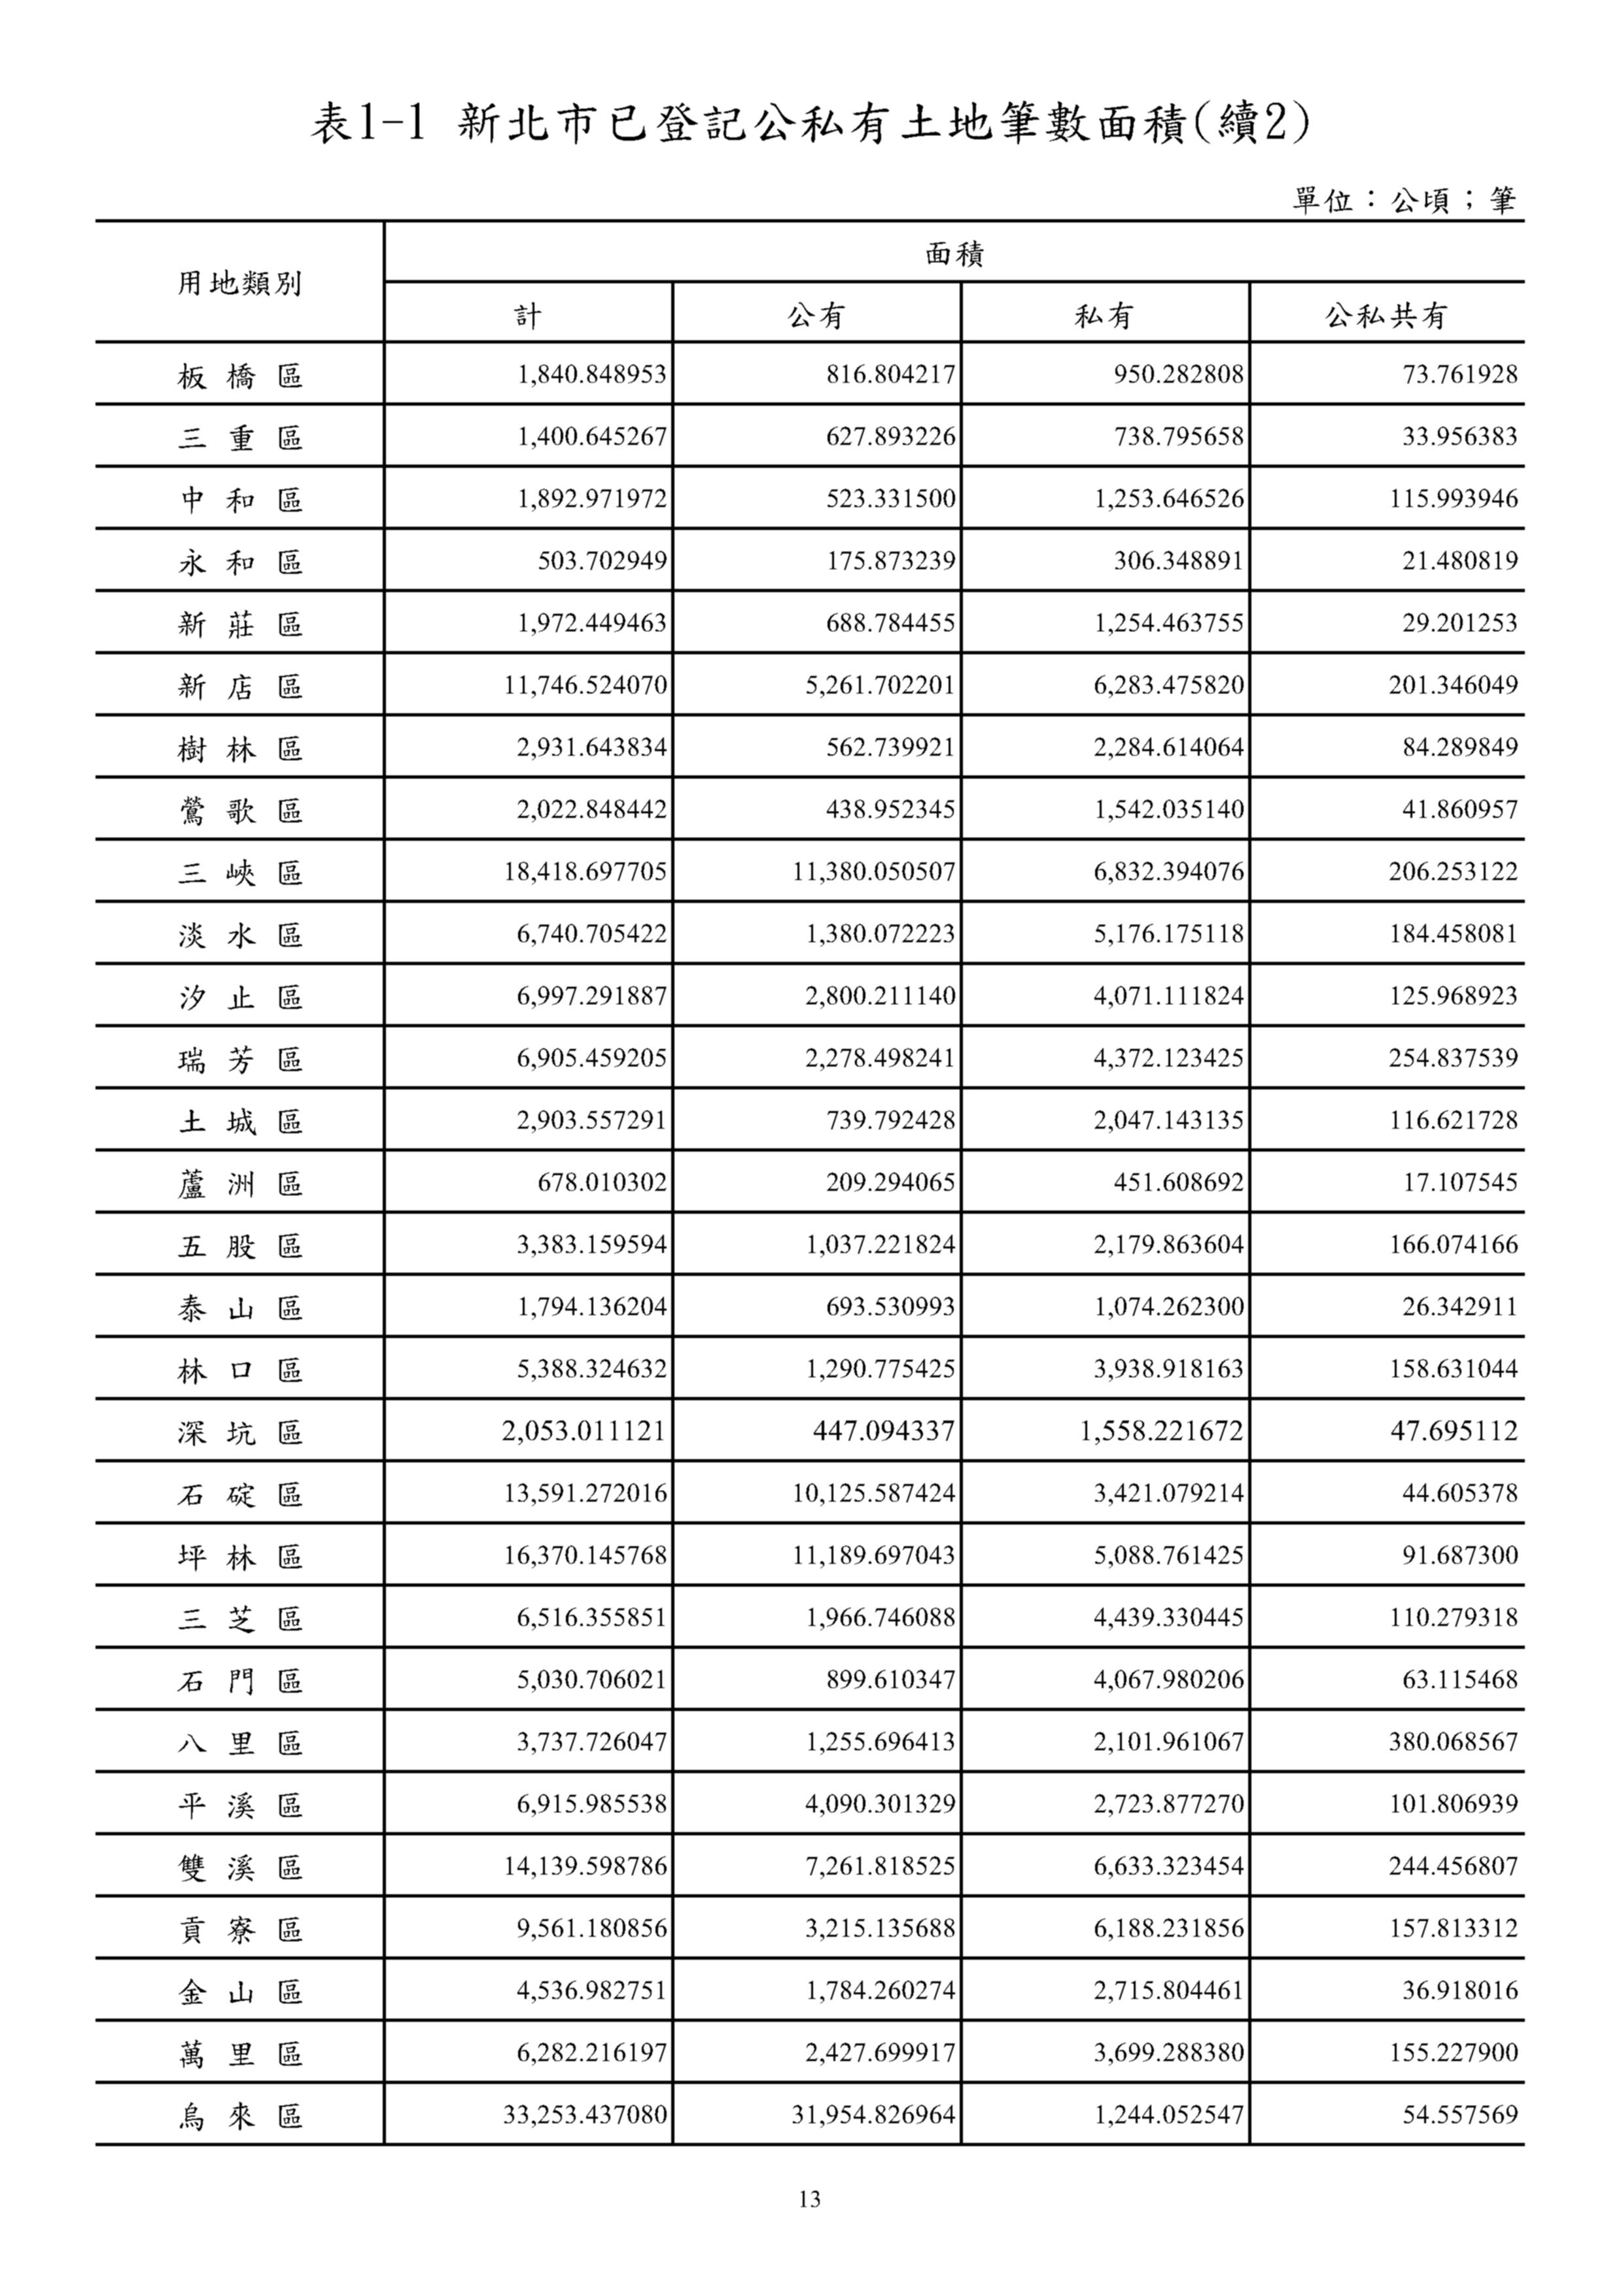 表1-1 新北市已登記公私有土地筆數面積(續2)
單位：公頃；筆
用地類別 面積
計 公有 私有 公私共有
板橋區 1,840.848953 816.804217 950.282808 73.761928
三重區 1,400.645267 627.893226 738.795658 33.956383
中和區 1,892.971972 523.331500 1,253.646526 115.993946
永和區 503.702949 175.873239 306.348891 21.480819
新莊區 1,972.449463 688.784455 1,254.463755 29.201253
新店區 11,746.524070 5,261.702201 6,283.475820 201.346049
樹林區 2,931.643834 562.739921 2,284.614064 84.289849
鶯歌區 2,022.848442 438.952345 1,542.035140 41.860957
三峽區 18,418.697705 11,380.050507 6,832.394076 206.253122
淡水區 6,740.705422 1,380.072223 5,176.175118 184.458081
汐止區 6,997.291887 2,800.211140 4,071.111824 125.968923
瑞芳區 6,905.459205 2,278.498241 4,372.123425 254.837539
土城區 2,903.557291 739.792428 2,047.143135 116.621728
蘆洲區 678.010302 209.294065 451.608692 17.107545
五股區 3,383.159594 1,037.221824 2,179.863604 166.074166
泰山區 1,794.136204 693.530993 1,074.262300 26.342911
林口區 5,388.324632 1,290.775425 3,938.918163 158.631044
深坑區 2,053.011121 447.094337 1,558.221672 47.695112
石碇區 13,591.272016 10,125.587424 3,421.079214 44.605378
坪林區 16,370.145768 11,189.697043 5,088.761425 91.687300
三芝區 6,516.355851 1,966.746088 4,439.330445 110.279318
石門區 5,030.706021 899.610347 4,067.980206 63.115468
八里區 3,737.726047 1,255.696413 2,101.961067 380.068567
平溪區 6,915.985538 4,090.301329 2,723.877270 101.806939
雙溪區 14,139.598786 7,261.818525 6,633.323454 244.456807
貢寮區 9,561.180856 3,215.135688 6,188.231856 157.813312
金山區 4,536.982751 1,784.260274 2,715.804461 36.918016
萬里區 6,282.216197 2,427.699917 3,699.288380 155.227900
烏來區 33,253.437080 31,954.826964 1,244.052547 54.557569
13